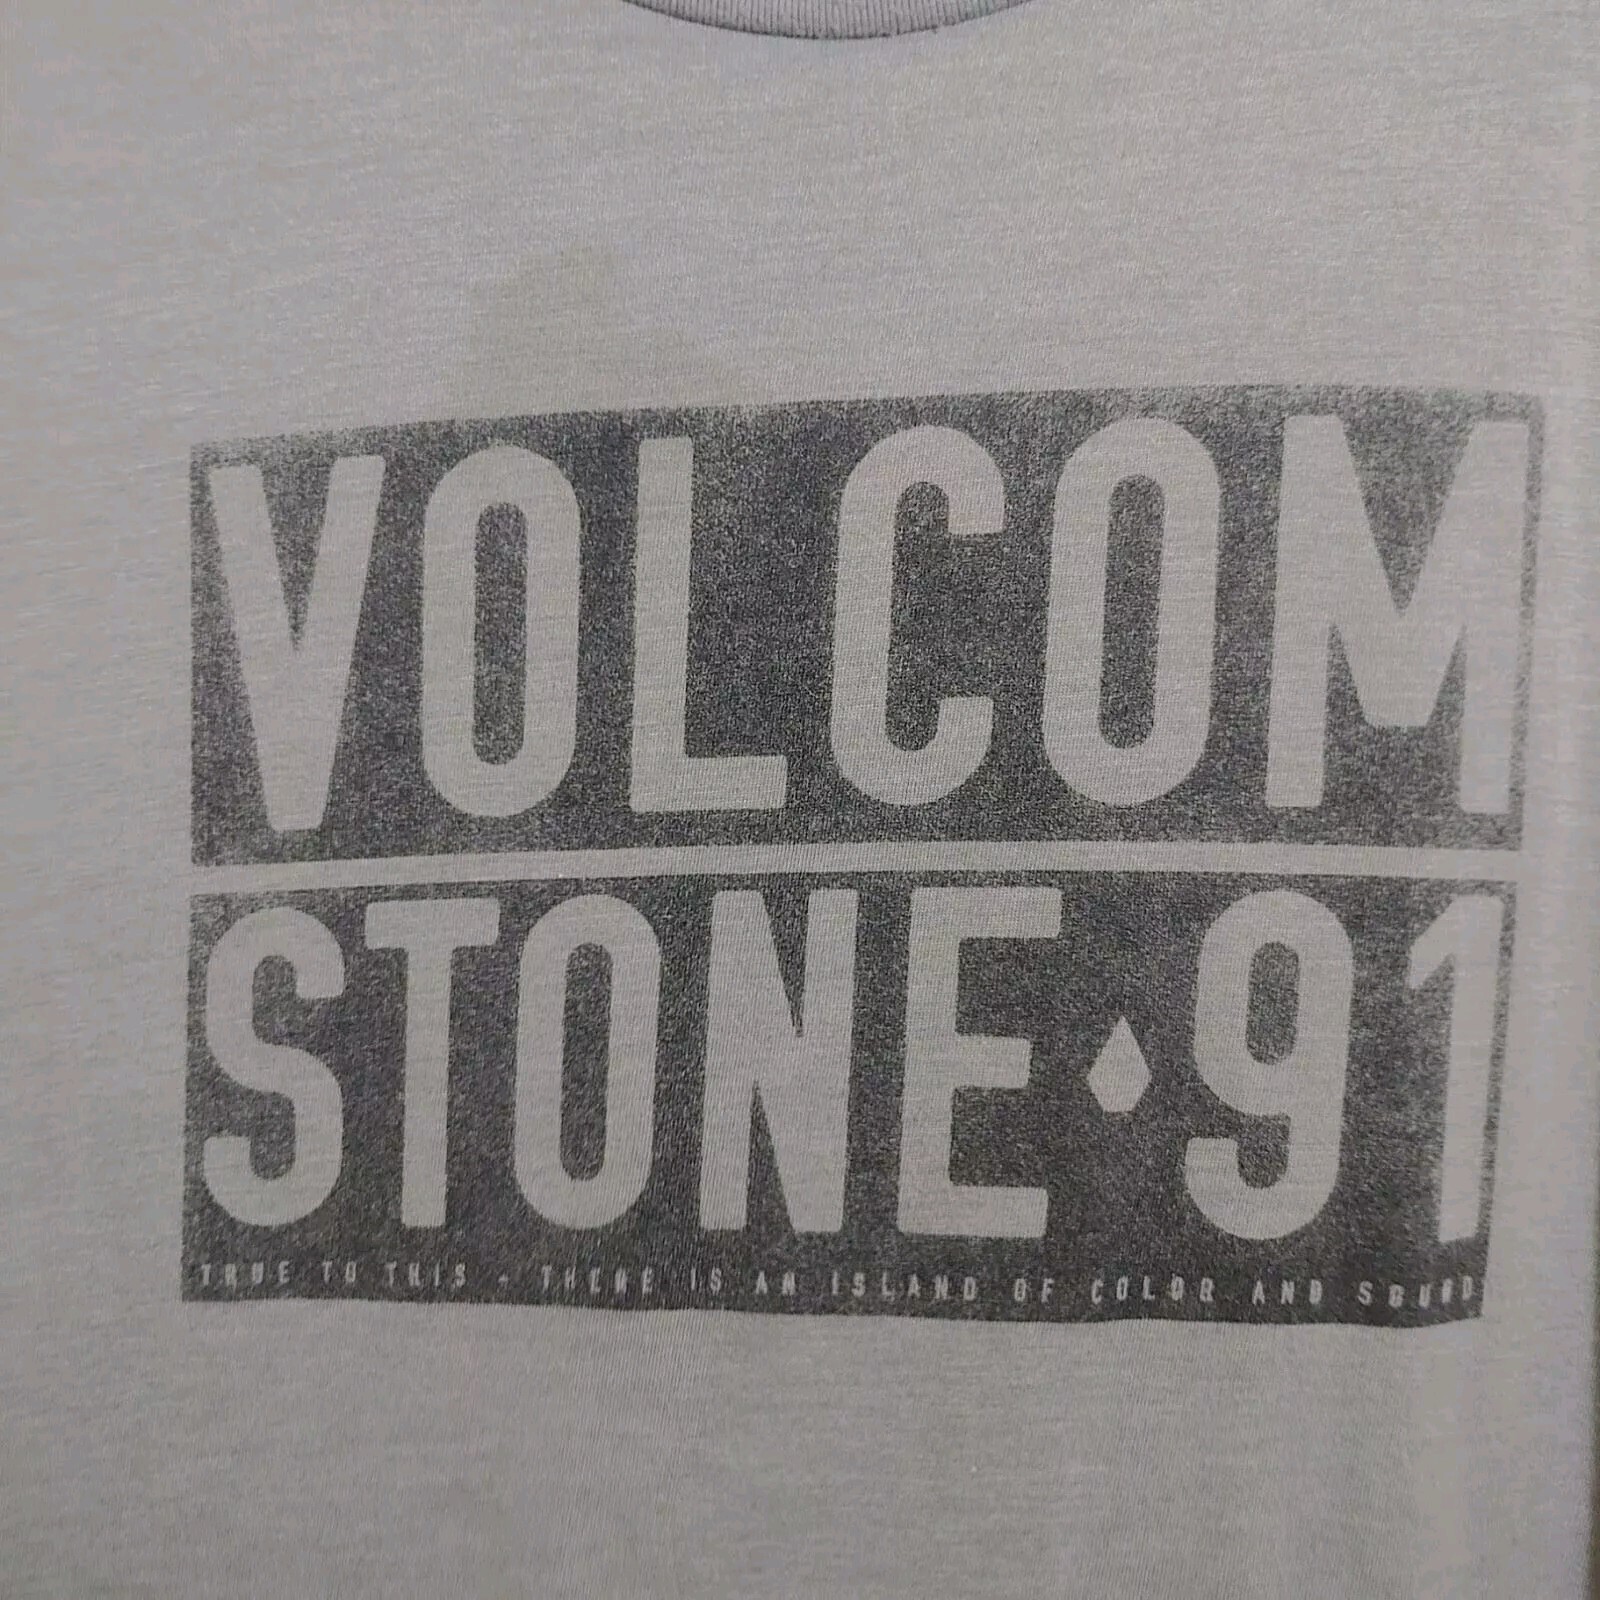 VOLCOM
STONE♦91
TRUE TO THIS - THERE IS AN ISLAND OF COLOR AND SOUND